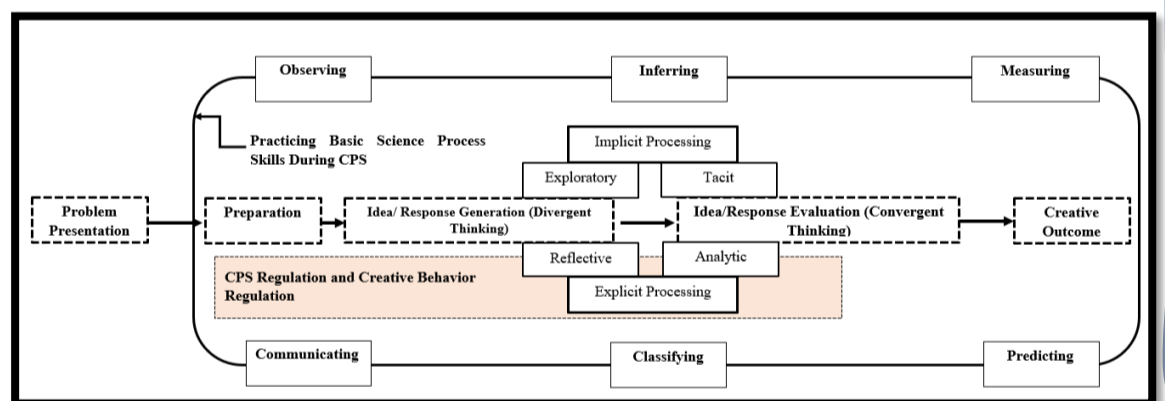 Observing
Inferring
Measuring
Practicing Basic Science Process
Skills During CPS
Implicit Processing
Exploratory
Tacit
Problem
Presentation
Preparation
Idea/ Response Generation (Divergent
Thinking)
Idea/Response Evaluation (Convergent
Thinking)
Creative
Outcome
Reflective
Analytic
CPS Regulation and Creative Behavior
Regulation
Explicit Processing
Communicating
Classifying
Predicting